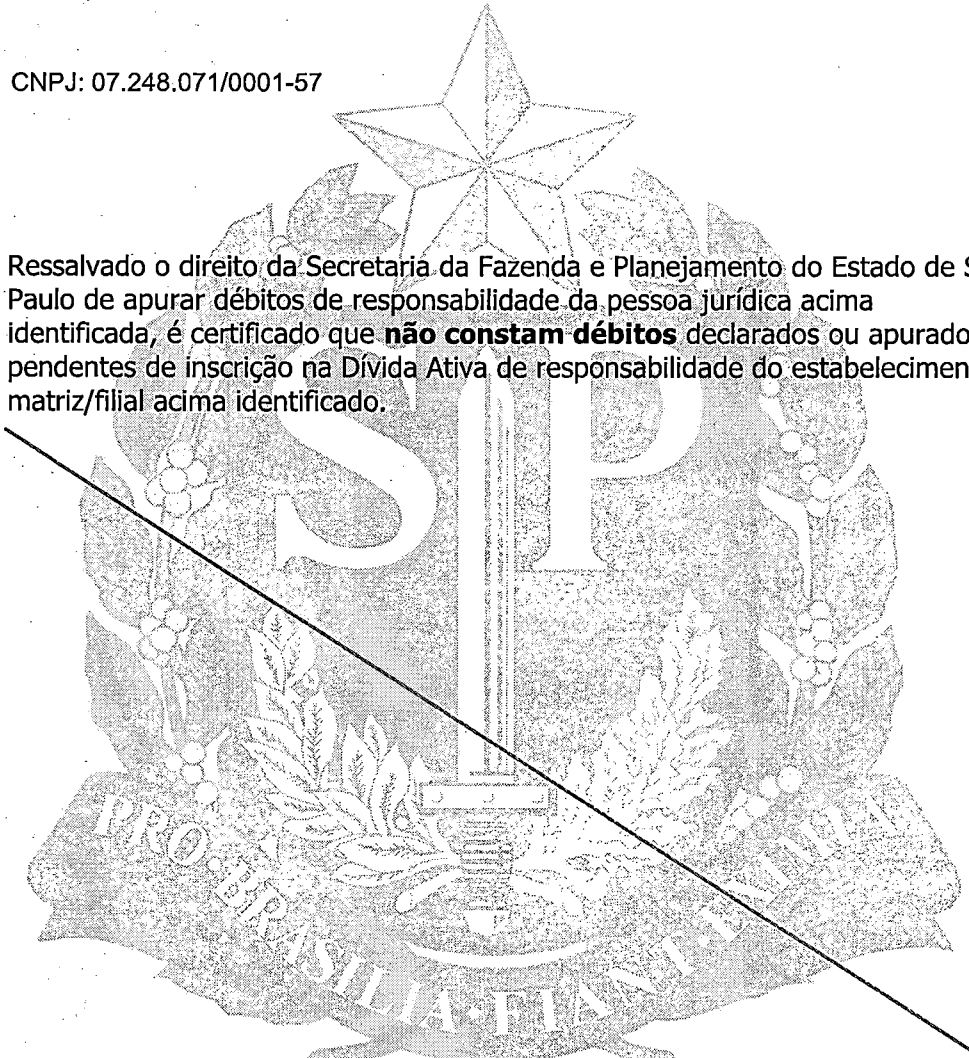 CNPJ: 07.248.071/0001-57
Ressalvado o direito da Secretaria da Fazenda e Planejamento do Estado de S
Paulo de apurar débitos de responsabilidade da pessoa jurídica acima
identificada, é certificado que não constam débitos declarados ou apurado
pendentes de inscrição na Dívida Ativa de responsabilidade do estabelecimen
matriz/filial acima identificado.
SP
PRO·BRASILIA·FIANT·EXIMIA